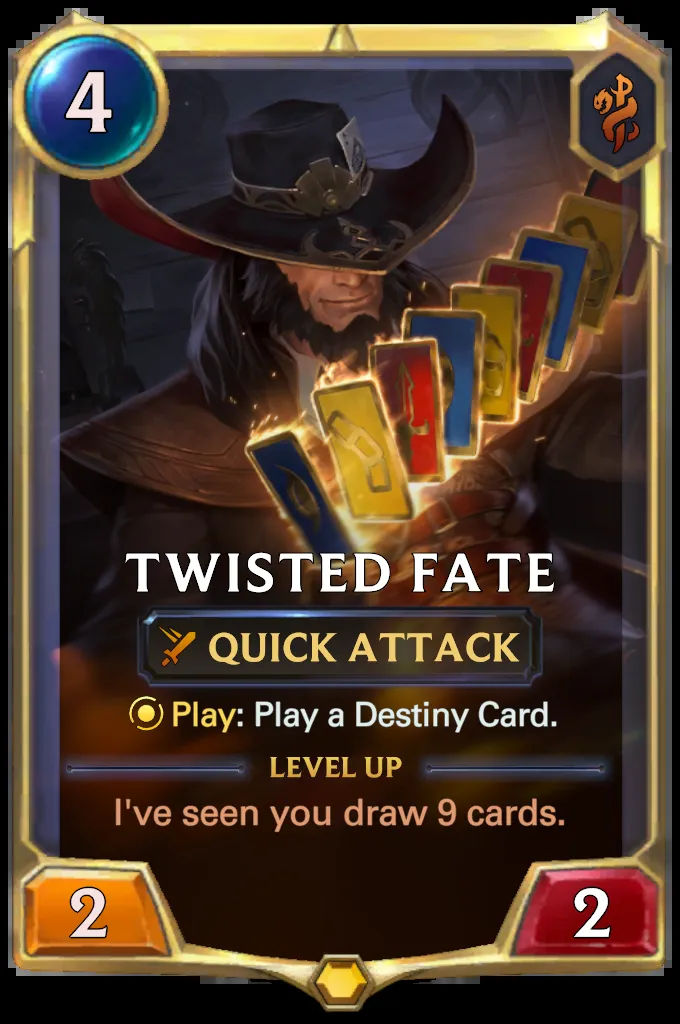 4
TWISTED FATE
QUICK ATTACK
Play: Play a Destiny Card.
LEVEL UP
I've seen you draw 9 cards.
2
2